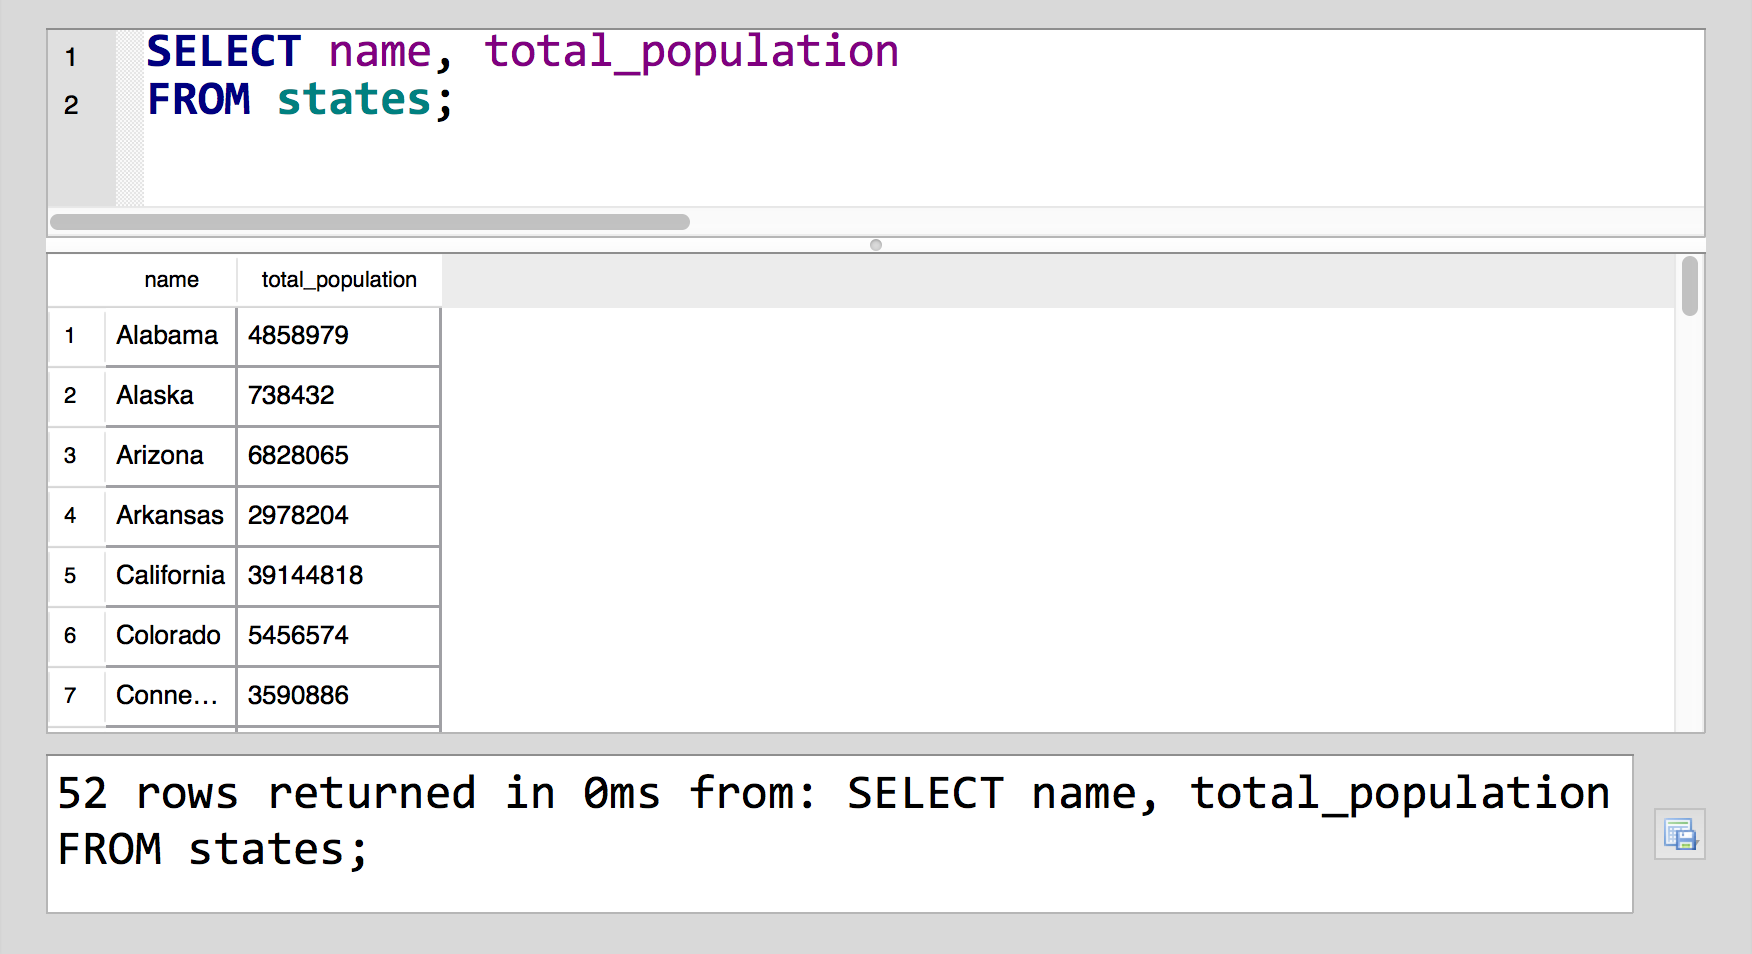 1 SELECT name, total_population
2 FROM states;
name total_population
1 Alabama 4858979
2 Alaska 738432
3 Arizona 6828065
4 Arkansas 2978204
5 California 39144818
6 Colorado 5456574
7 Conne... 3590886
52 rows returned in 0ms from: SELECT name, total_population
FROM states;